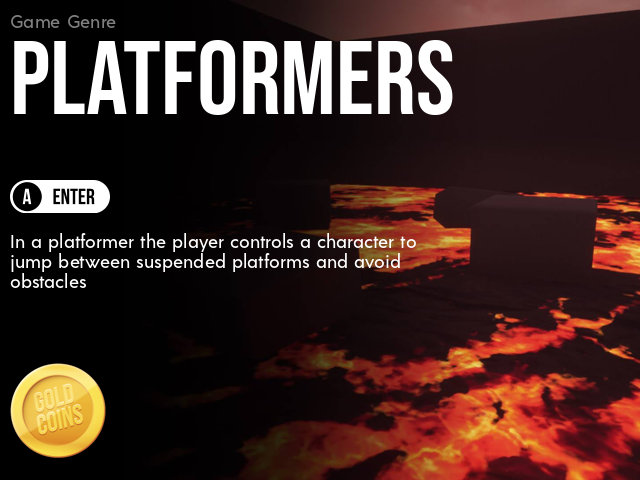 Game Genre
PLATFORMERS
A ENTER
In a platformer the player controls a character to
jump between suspended platforms and avoid
obstacles
GOLD
COINS